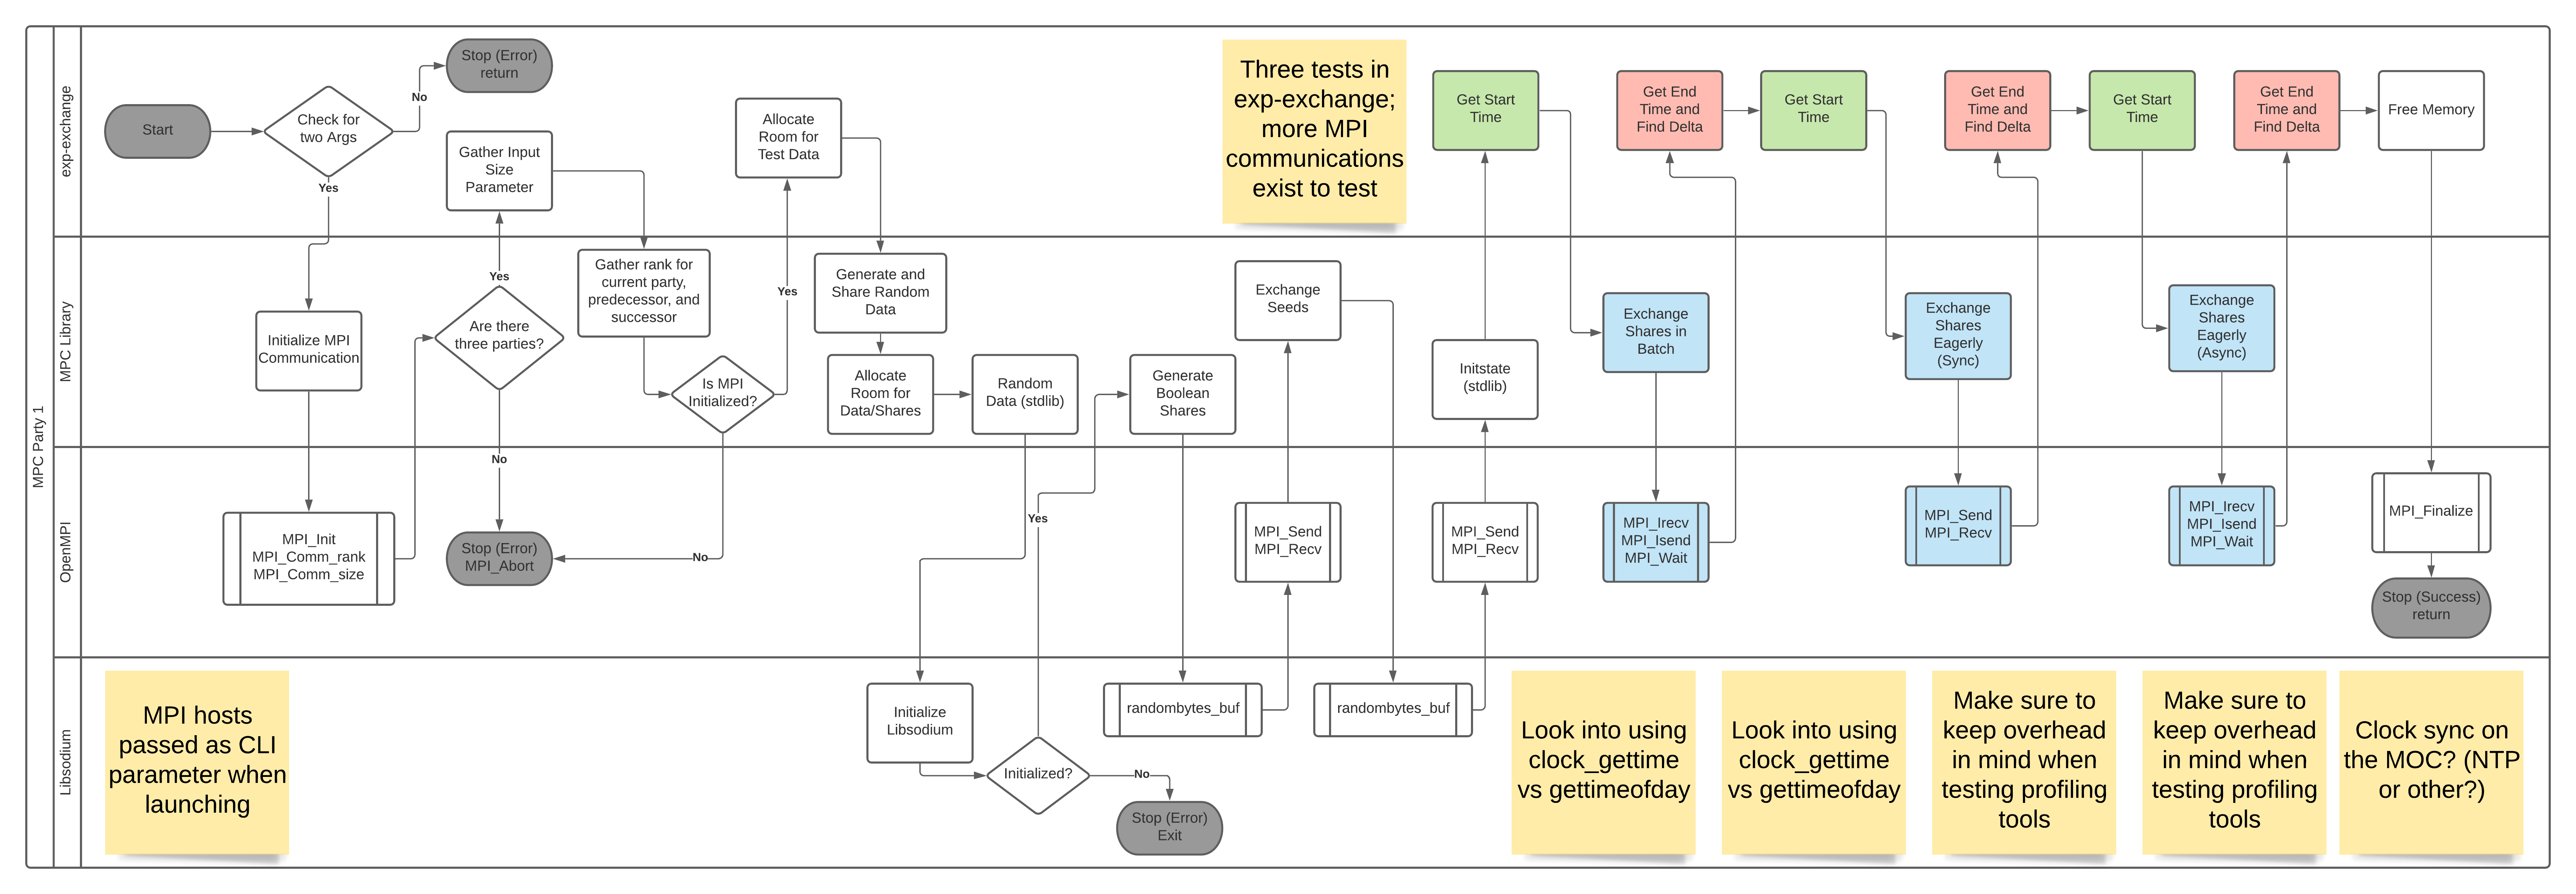 MPC Party 1
exp-exchange
Start
Check for
two Args
No
Yes
Stop (Error)
return
Gather Input
Size
Parameter
Allocate
Room for
Test Data
Three tests in
exp-exchange;
more MPI
communications
exist to test
Get Start
Time
Get End
Time and
Find Delta
Get Start
Time
Get End
Time and
Find Delta
Get Start
Time
Get End
Time and
Find Delta
Free Memory
MPC Library
Initialize MPI
Communication
Yes
Are there
three parties?
No
Gather rank for
current party,
predecessor, and
successor
Is MPI
Initialized?
Yes
No
Generate and
Share Random
Data
Allocate
Room for
Data/Shares
Random
Data (stdlib)
Generate
Boolean
Shares
Exchange
Seeds
Initstate
(stdlib)
Exchange
Shares in
Batch
Exchange
Shares
Eagerly
(Sync)
Exchange
Shares
Eagerly
(Async)
OpenMPI
MPI_Init
MPI_Comm_rank
MPI_Comm_size
Stop (Error)
MPI_Abort
Yes
MPI_Send
MPI_Recv
MPI_Send
MPI_Recv
MPI_Irecv
MPI_Isend
MPI_Wait
MPI_Send
MPI_Recv
MPI_Irecv
MPI_Isend
MPI_Wait
MPI_Finalize
Stop (Success)
return
Libsodium
MPI hosts
passed as CLI
parameter when
launching
Initialize
Libsodium
Initialized?
No
Stop (Error)
Exit
randombytes_buf
randombytes_buf
Look into using
clock_gettime
vs gettimeofday
Look into using
clock_gettime
vs gettimeofday
Make sure to
keep overhead
in mind when
testing profiling
tools
Make sure to
keep overhead
in mind when
testing profiling
tools
Clock sync on
the MOC? (NTP
or other?)